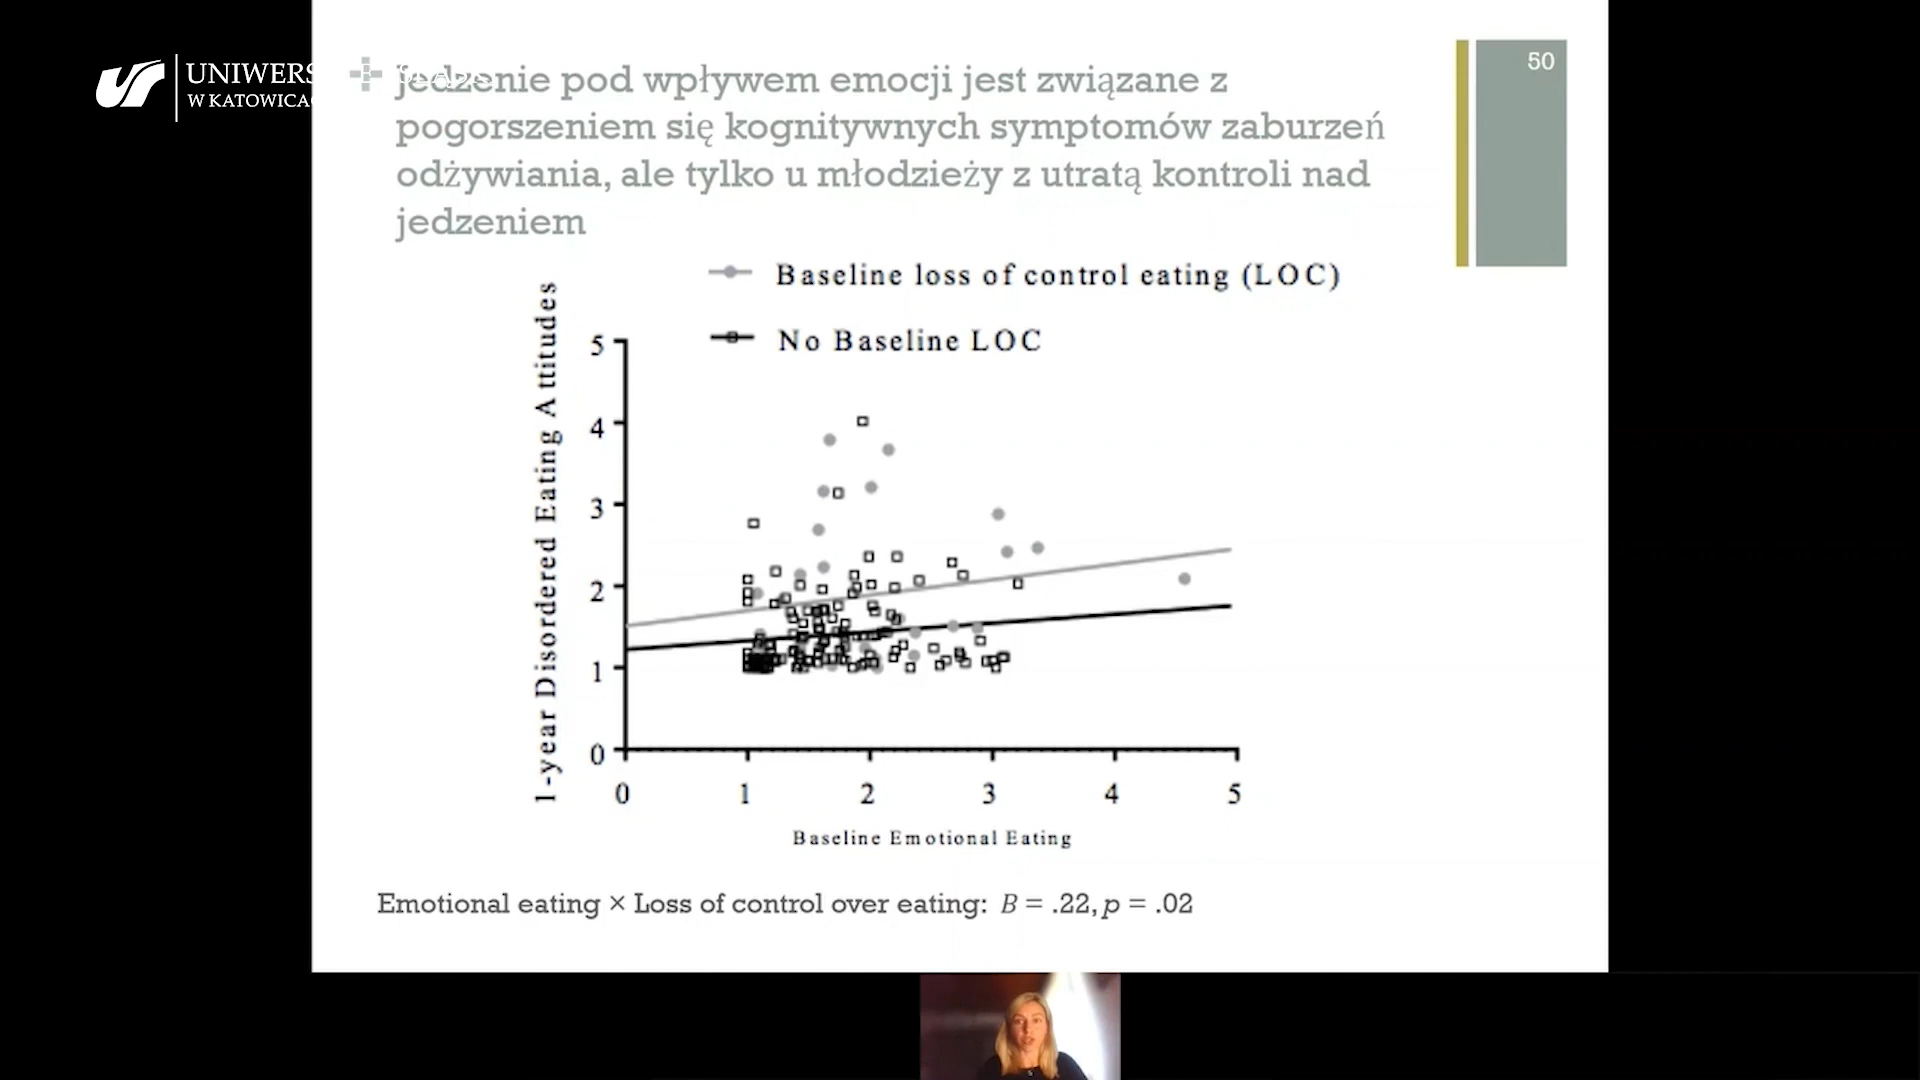 UNIWERS
W KATOWICA
50
jedzenie pod wpływem emocji jest związane z
pogorszeniem się kognitywnych symptomów zaburzeń
odżywiania, ale tylko u młodzieży z utratą kontroli nad
jedzeniem
Baseline loss of control eating (LOC)
No Baseline LOC
1-year Disordered Eating Attitudes
5
4
3
2
1
0
0 1 2 3 4 5
Baseline Emotional Eating
Emotional eating × Loss of control over eating: B = .22, p = .02